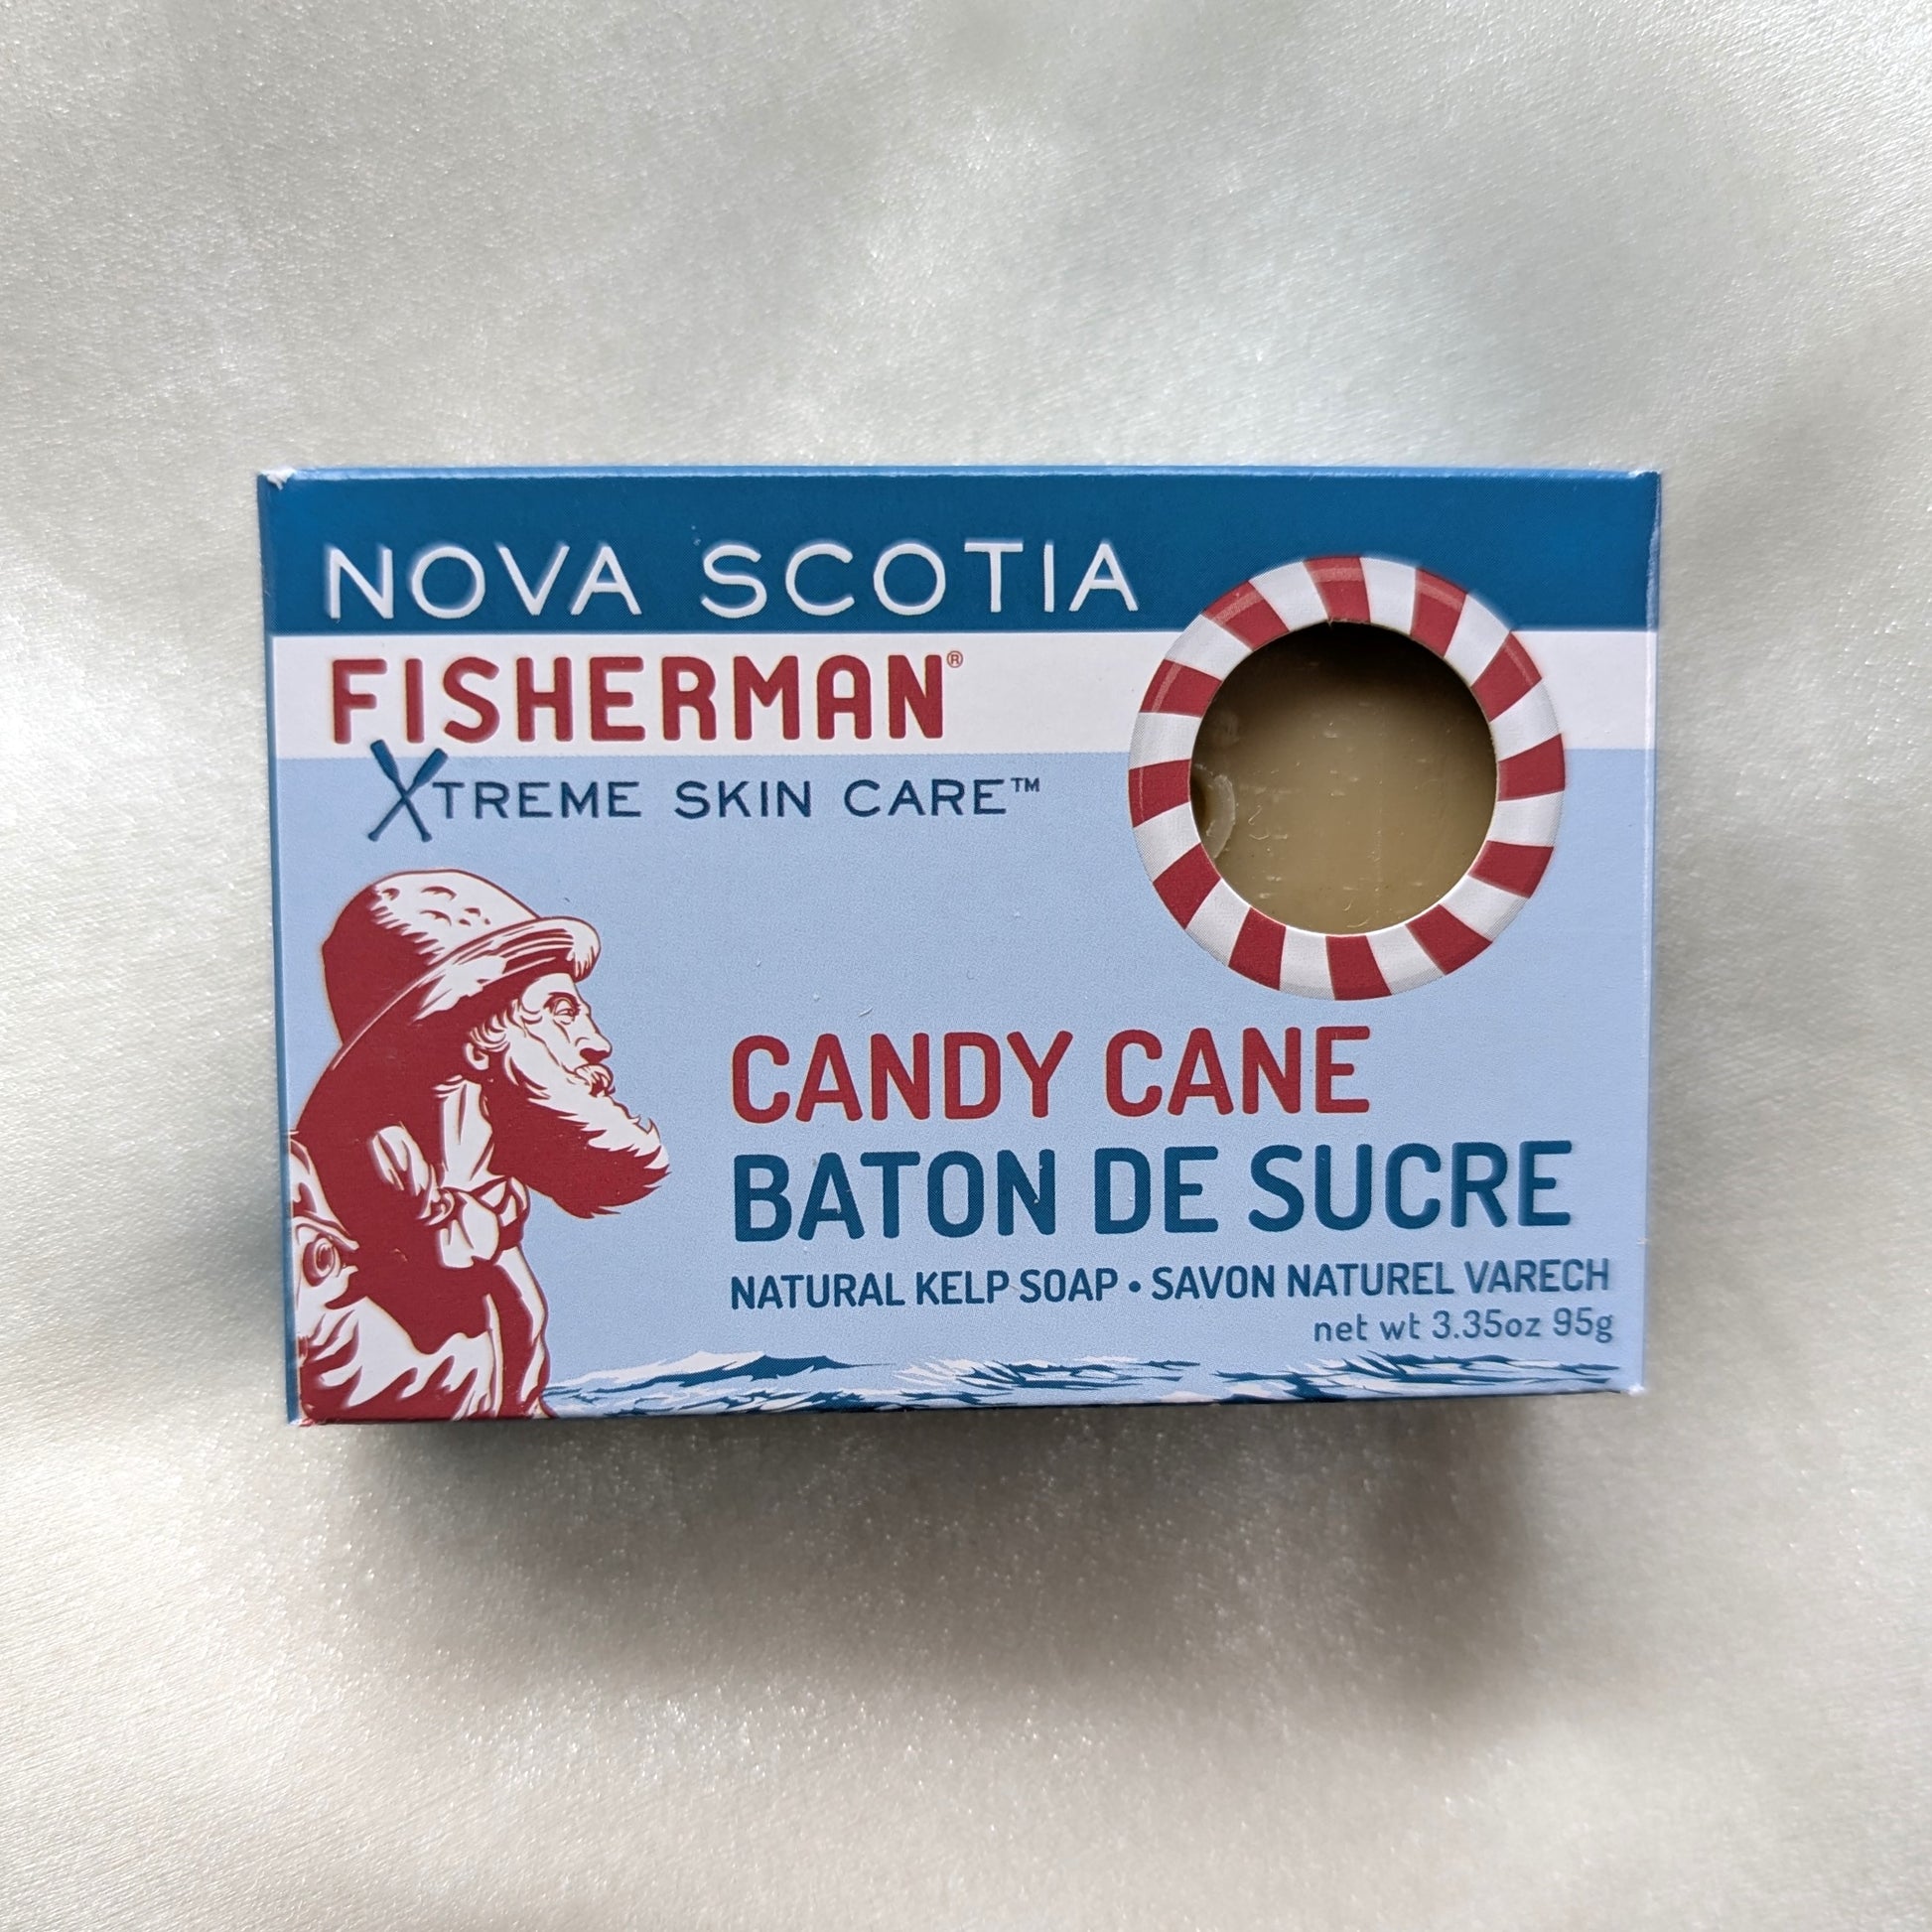 NOVA SCOTIA
FISHERMAN®
XTREME SKIN CARE™
CANDY CANE
BATON DE SUCRE
NATURAL KELP SOAP • SAVON NATUREL VARECH
net wt 3.35oz 95g